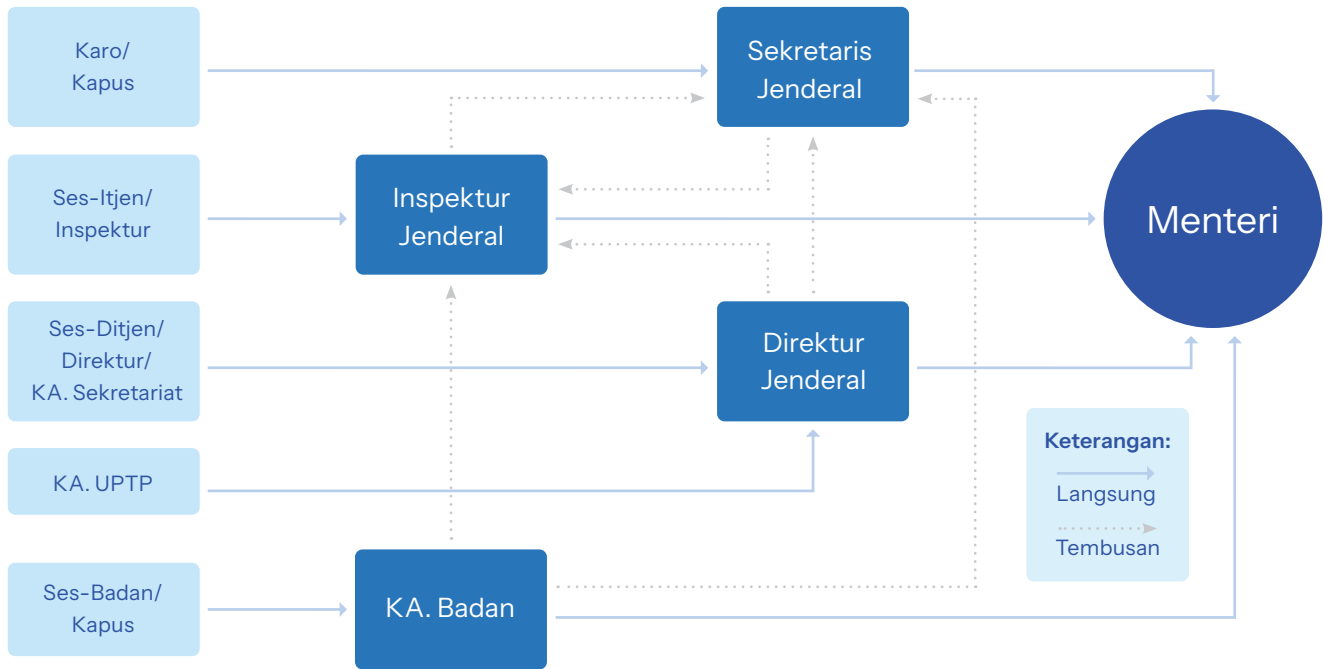 Karo/
Kapus
Sekretaris
Jenderal
Ses-Itjen/
Inspektur
Inspektur
Jenderal
Menteri
Ses-Ditjen/
Direktur/
KA. Sekretariat
Direktur
Jenderal
KA. UPTP
Ses-Badan/
Kapus
KA. Badan
Keterangan:
Langsung
Tembusan